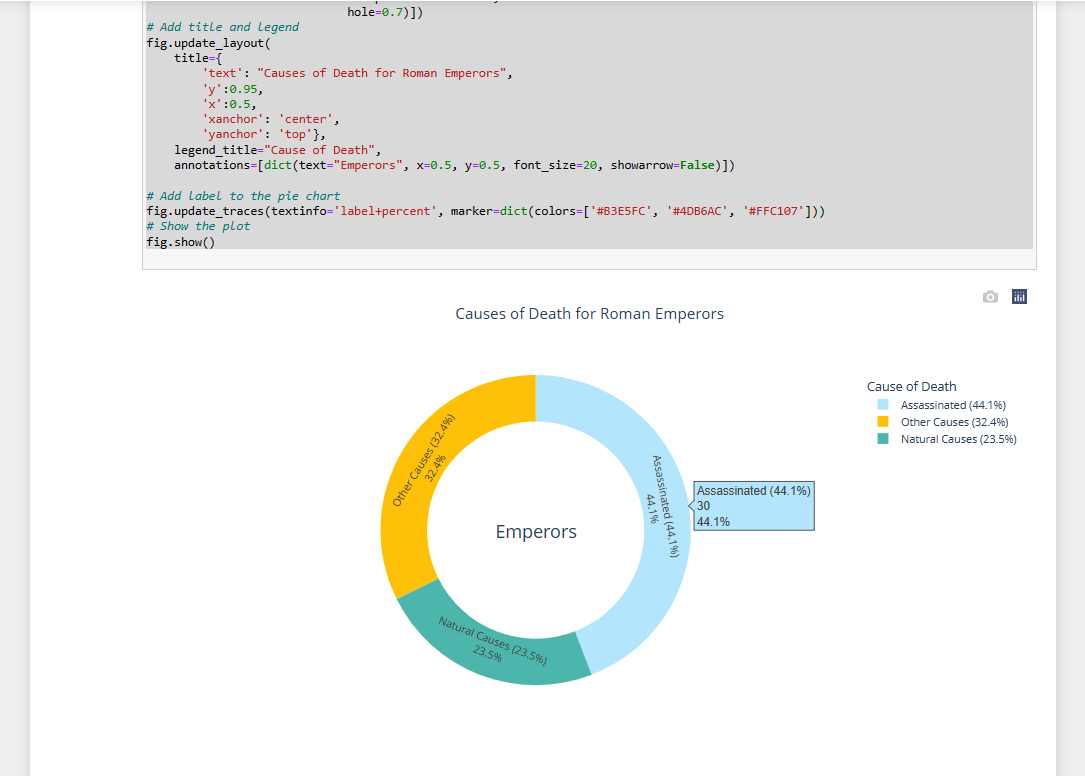 hole=0.7)])
# Add title and legend
fig.update_layout(
title={
'text': "Causes of Death for Roman Emperors",
'y':0.95,
'x':0.5,
'xanchor': 'center',
'yanchor': 'top'},
legend_title="Cause of Death",
annotations=[dict(text="Emperors", x=0.5, y=0.5, font_size=20, showarrow=False)])
# Add label to the pie chart
fig.update_traces(textinfo='label+percent', marker=dict(colors=['#B3E5FC', '#4DB6AC', '#FFC107']))
# Show the plot
fig.show()
Causes of Death for Roman Emperors
Cause of Death
Assassinated (44.1%)
Other Causes (32.4%)
Natural Causes (23.5%)
Other Causes (32.4%)
32.4%
Assassinated (44.1%)
44.1%
Assassinated (44.1%)
30
44.1%
Emperors
Natural Causes (23.5%)
23.5%